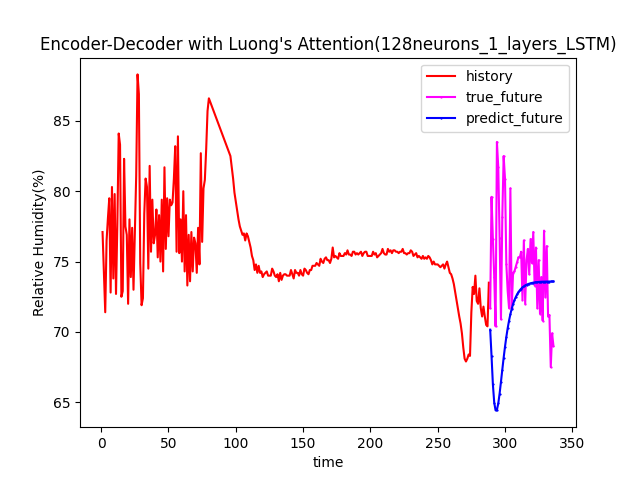 Encoder-Decoder with Luong's Attention(128neurons_1_layers_LSTM)
history
true_future
predict_future
Relative Humidity(%)
85
80
75
70
65
0 50 100 150 200 250 300 350
time